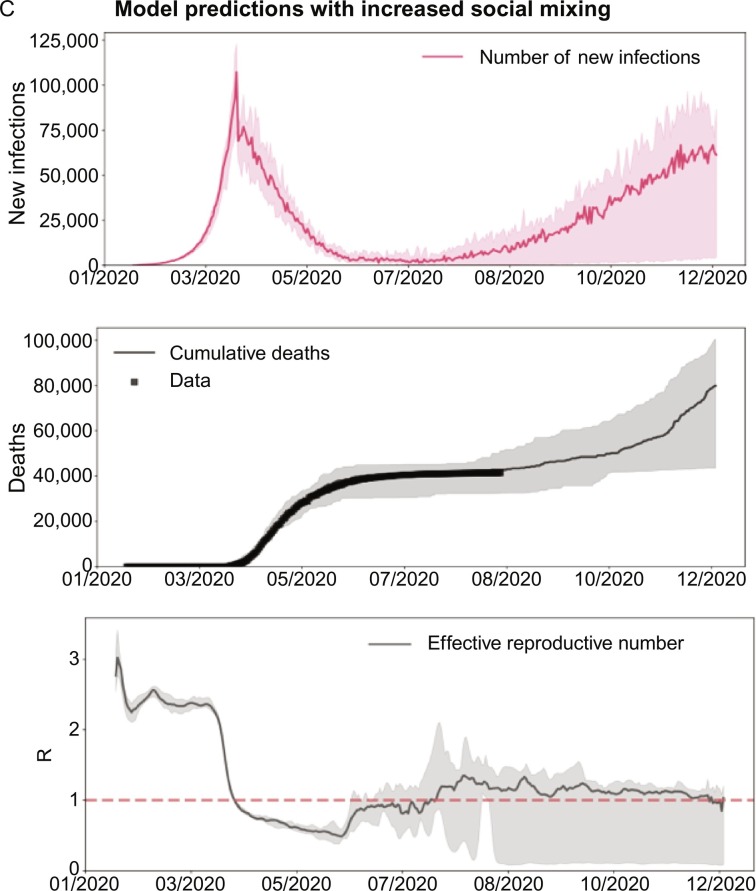 C
Model predictions with increased social mixing
125,000
100,000
75,000
50,000
25,000
0
New infections
Number of new infections
01/2020 03/2020 05/2020 07/2020 08/2020 10/2020 12/2020
100,000
80,000
60,000
40,000
20,000
0
Deaths
Cumulative deaths
Data
01/2020 03/2020 05/2020 07/2020 08/2020 10/2020 12/2020
3
2
1
0
R
Effective reproductive number
01/2020 03/2020 05/2020 07/2020 08/2020 10/2020 12/2020